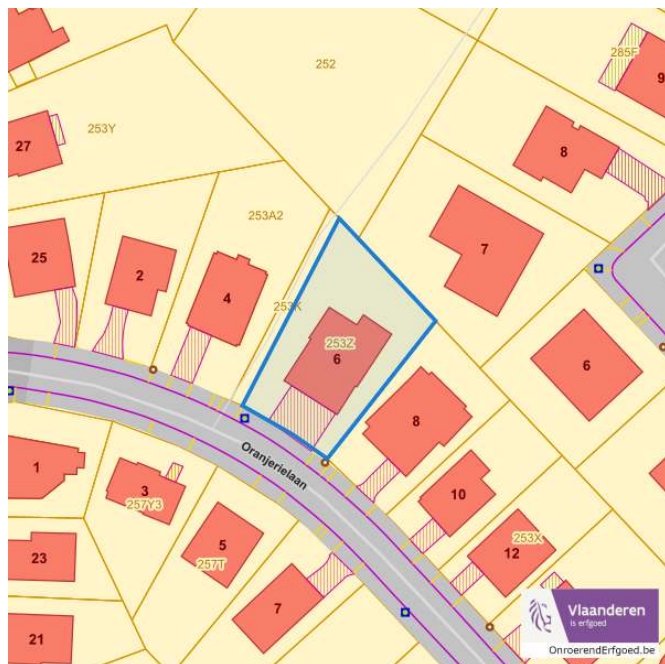 252
285F
9
253Y
27
8
253A2
7
25
2
4
253K
253Z
6
6
8
Oranjerielaan
1
3
257Y3
10
5
257T
253X
12
23
7
21
Vlaanderen
is erfgoed
OnroerendErfgoed.be